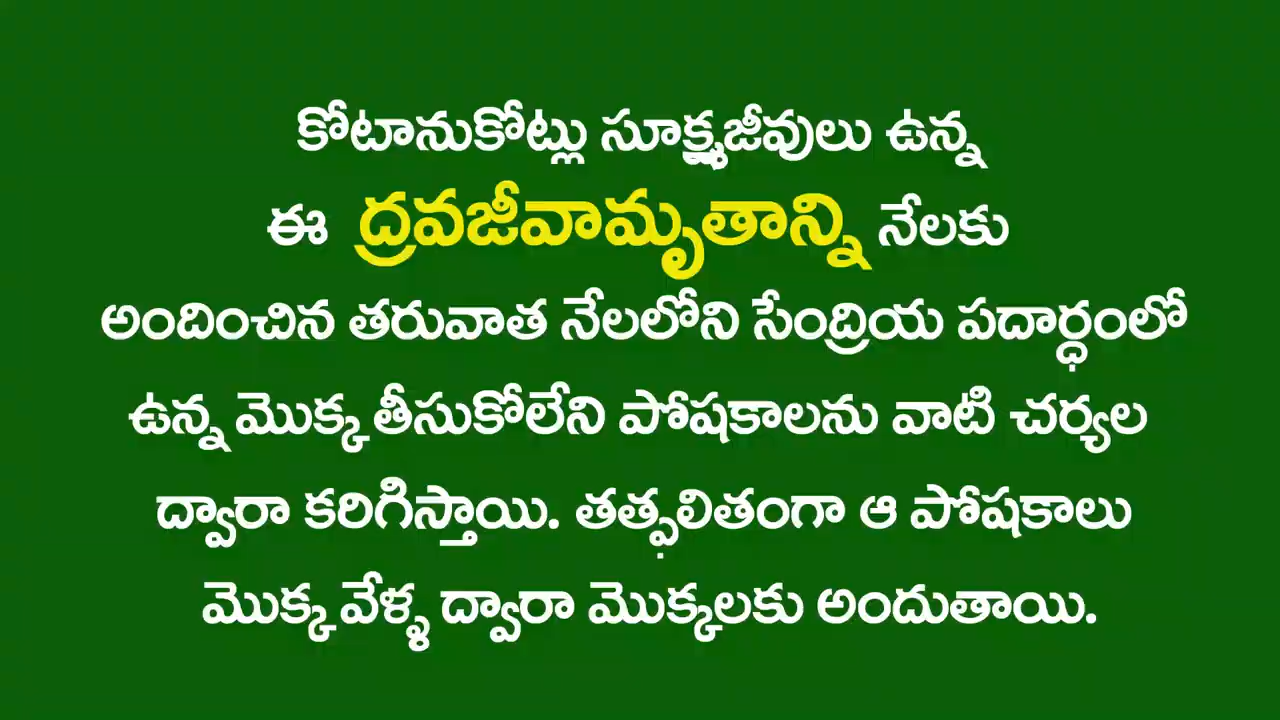 కోటానుకోట్లు సూక్ష్మజీవులు ఉన్న
ఈ ద్రవజీవామృతాన్ని నేలకు
అందించిన తరువాత నేలలోని సేంద్రియ పదార్ధంలో
ఉన్న మొక్క తీసుకోలేని పోషకాలను వాటి చర్యల
ద్వారా కరిగిస్తాయి. తత్ఫలితంగా ఆ పోషకాలు
మొక్క వేళ్ళ ద్వారా మొక్కలకు అందుతాయి.